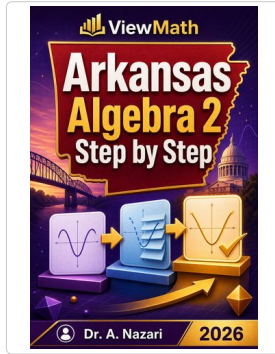 ViewMath
Arkansas
Algebra 2
Step by Step
Dr. A. Nazari
2026